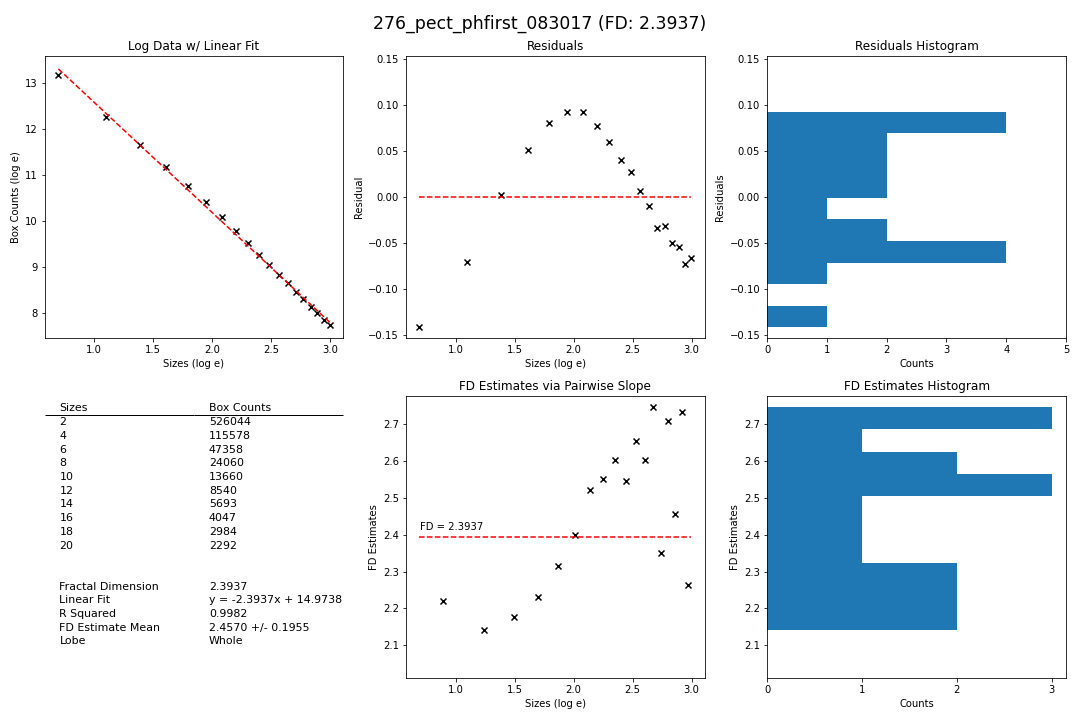 276_pect_phfirst_083017 (FD: 2.3937)
Log Data w/ Linear Fit
13
12
11
10
9
8
Box Counts (log e)
1.0 1.5 2.0 2.5 3.0
Sizes (log e)
Residuals
0.15
0.10
0.05
0.00
−0.05
−0.10
−0.15
Residual
1.0 1.5 2.0 2.5 3.0
Sizes (log e)
Residuals Histogram
0.15
0.10
0.05
0.00
−0.05
−0.10
−0.15
Residuals
0 1 2 3 4 5
Counts
Sizes Box Counts
2 526044
4 115578
6 47358
8 24060
10 13660
12 8540
14 5693
16 4047
18 2984
20 2292
Fractal Dimension 2.3937
Linear Fit y = -2.3937x + 14.9738
R Squared 0.9982
FD Estimate Mean 2.4570 +/- 0.1955
Lobe Whole
FD Estimates via Pairwise Slope
2.7
2.6
2.5
2.4
2.3
2.2
2.1
FD Estimates
FD = 2.3937
1.0 1.5 2.0 2.5 3.0
Sizes (log e)
FD Estimates Histogram
2.7
2.6
2.5
2.4
2.3
2.2
2.1
FD Estimates
0 1 2 3
Counts